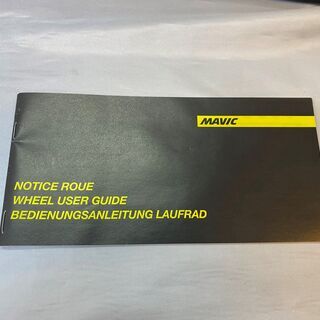 MAVIC
NOTICE ROUE
WHEEL USER GUIDE
BEDIENUNGSANLEITUNG LAUFRAD